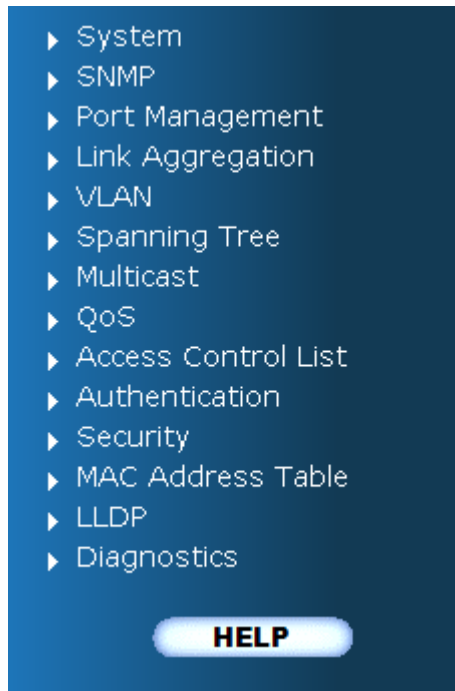 System
SNMP
Port Management
Link Aggregation
VLAN
Spanning Tree
Multicast
QoS
Access Control List
Authentication
Security
MAC Address Table
LLDP
Diagnostics
HELP